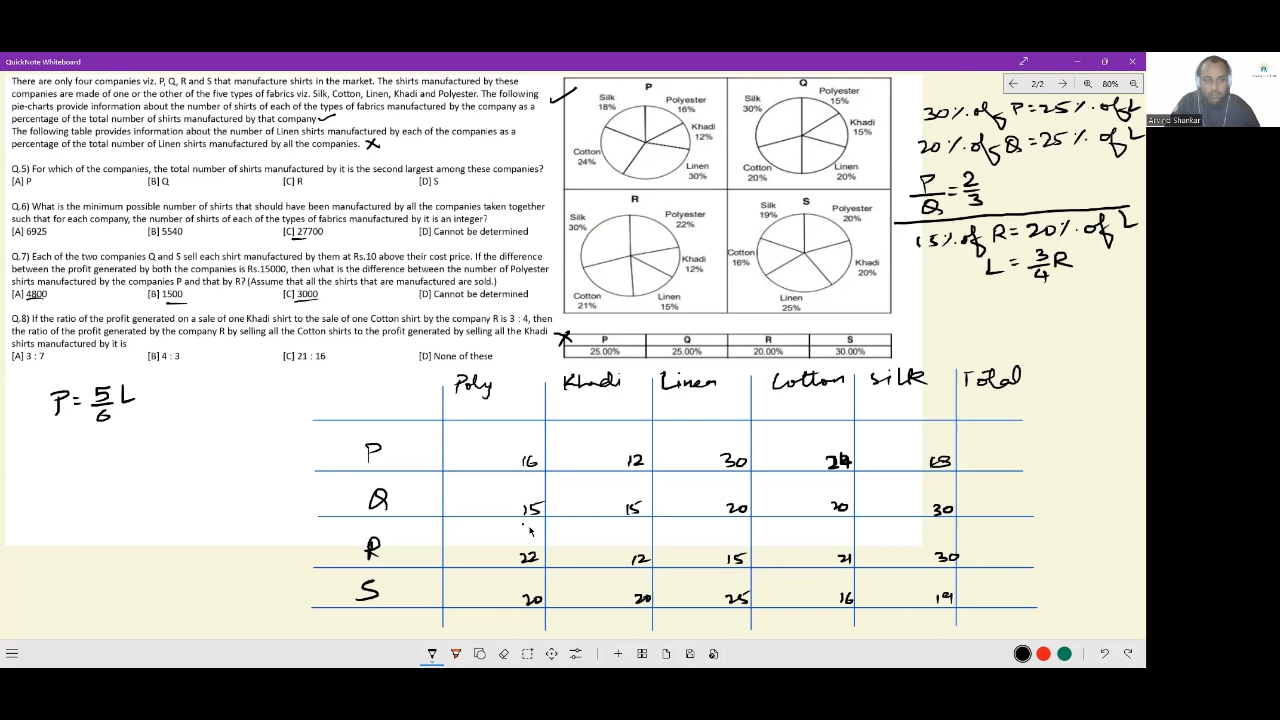 QuickNote Whiteboard
There are only four companies viz. P, Q, R and S that manufacture shirts in the market. The shirts manufactured by these
companies are made of one or the other of the five types of fabrics viz. Silk, Cotton, Linen, Khadi and Polyester. The following
pie-charts provide information about the number of shirts of each of the types of fabrics manufactured by the company as a
percentage of the total number of shirts manufactured by that company
The following table provides information about the number of Linen shirts manufactured by each of the companies as a
percentage of the total number of Linen shirts manufactured by all the companies.
Q.5) For which of the companies, the total number of shirts manufactured by it is the second largest among these companies?
[A] P [B] Q [C] R [D] S
Q.6) What is the minimum possible number of shirts that should have been manufactured by all the companies taken together
such that for each company, the number of shirts of each of the types of fabrics manufactured by it is an integer?
[A] 6925 [B] 5540 [C] 27700 [D] Cannot be determined
Q.7) Each of the two companies Q and S sell each shirt manufactured by them at Rs.10 above their cost price. If the difference
between the profit generated by both the companies is Rs.15000, then what is the difference between the number of Polyester
shirts manufactured by the companies P and that by R? (Assume that all the shirts that are manufactured are sold.)
[A] 4800 [B] 1500 [C] 3000 [D] Cannot be determined
Q.8) If the ratio of the profit generated on a sale of one Khadi shirt to the sale of one Cotton shirt by the company R is 3 : 4, then
the ratio of the profit generated by the company R by selling all the Cotton shirts to the profit generated by selling all the Khadi
shirts manufactured by it is
[A] 3 : 7 [B] 4 : 3 [C] 21 : 16 [D] None of these
P
Silk
18%
Polyester
16%
Khadi
12%
Cotton
24%
Linen
30%
Q
Silk
30%
Polyester
15%
Khadi
15%
Cotton
20%
Linen
20%
R
Silk
30%
Polyester
22%
Khadi
12%
Cotton
21%
Linen
15%
S
Silk
19%
Polyester
20%
Cotton
16%
Khadi
20%
Linen
25%
P Q R S
25.00% 25.00% 20.00% 30.00%
2/2 80%
Arvind Shankar
30% of P = 25% of L
20% of Q = 25% of L
P/Q = 2/3
15% of R = 20% of L
L = 3/4 R
P = 5/6 L
Poly Khadi Linen Cotton Silk Total
P 16 12 30 24 18
Q 15 15 20 20 30
R 22 12 15 21 30
S 20 20 25 16 19